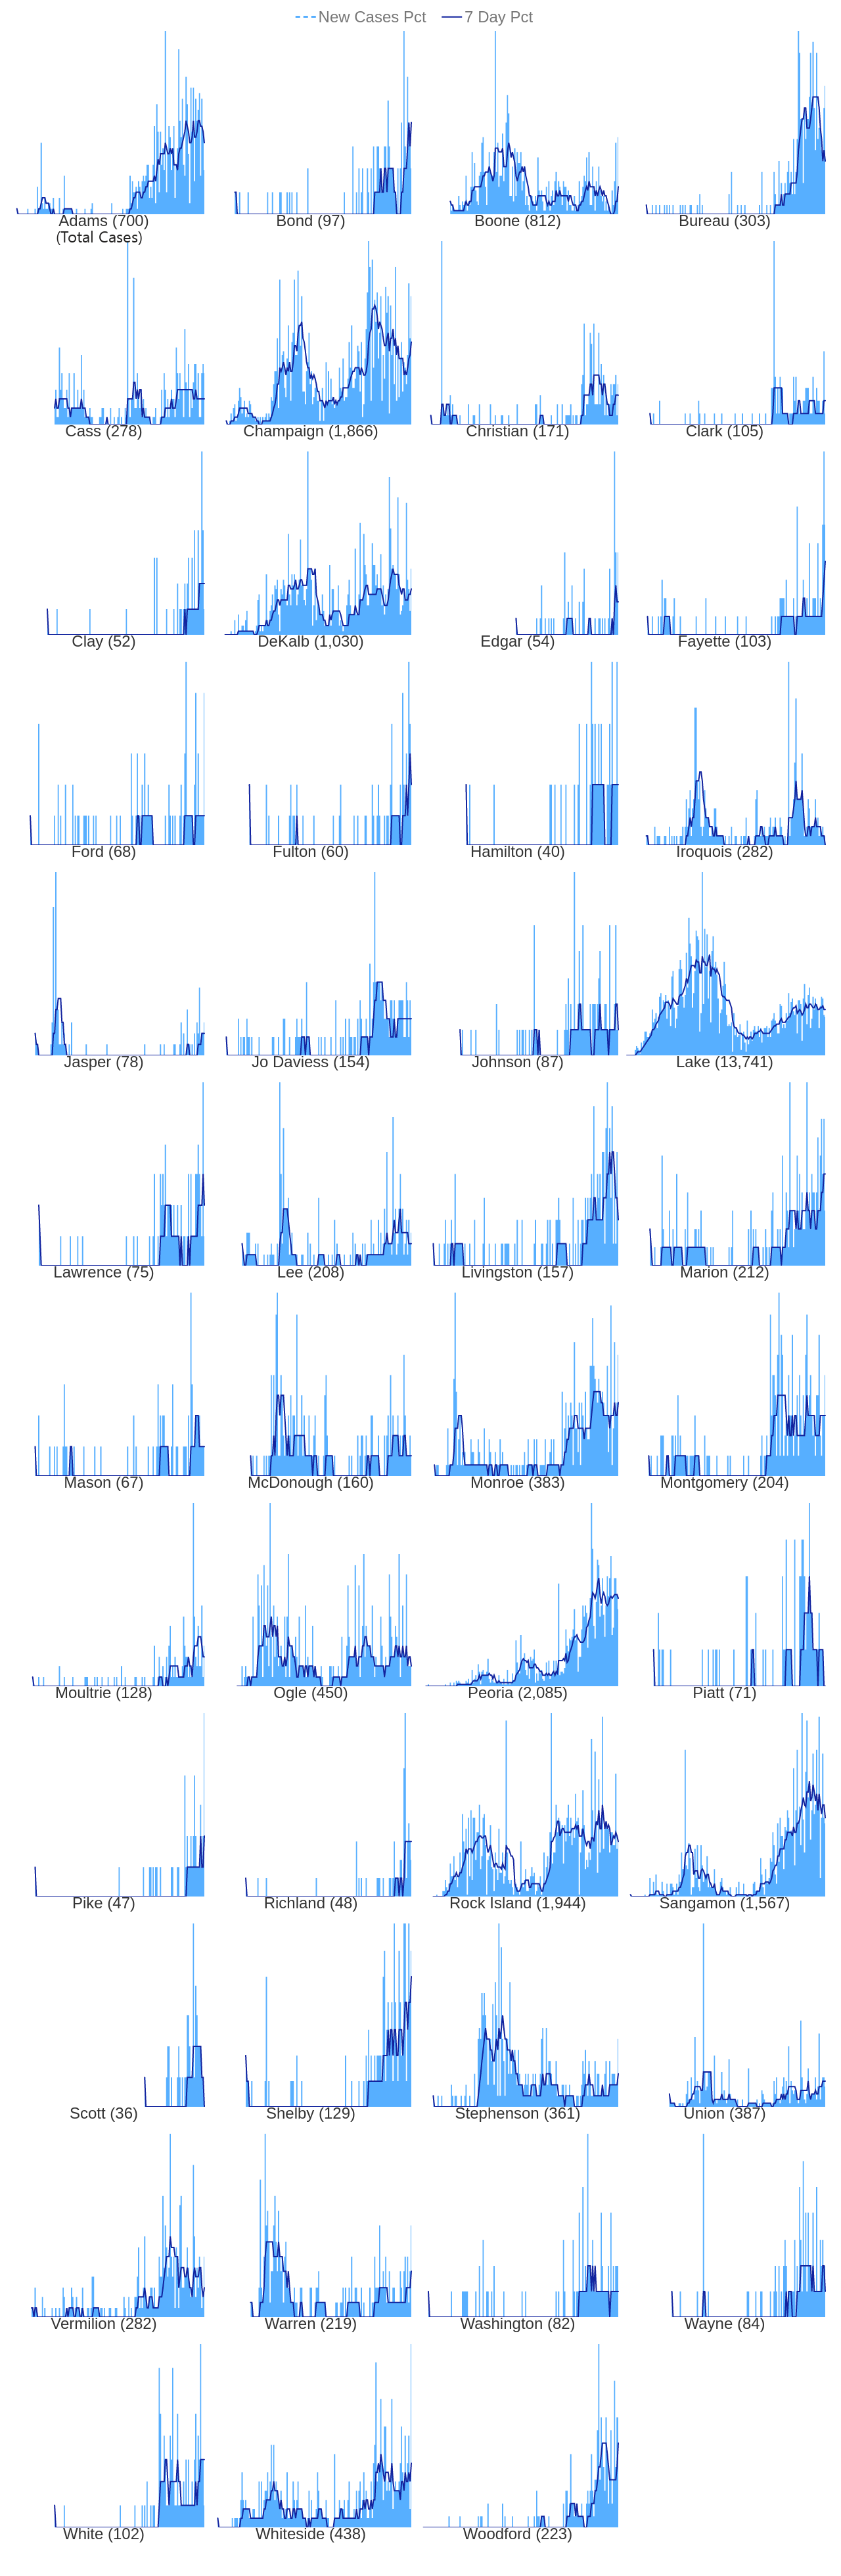 New Cases Pct 7 Day Pct
Adams (700) Bond (97) Boone (812) Bureau (303)
(Total Cases)
Cass (278) Champaign (1,866) Christian (171) Clark (105)
Clay (52) DeKalb (1,030) Edgar (54) Fayette (103)
Ford (68) Fulton (60) Hamilton (40) Iroquois (282)
Jasper (78) Jo Daviess (154) Johnson (87) Lake (13,741)
Lawrence (75) Lee (208) Livingston (157) Marion (212)
Mason (67) McDonough (160) Monroe (383) Montgomery (204)
Moultrie (128) Ogle (450) Peoria (2,085) Piatt (71)
Pike (47) Richland (48) Rock Island (1,944) Sangamon (1,567)
Scott (36) Shelby (129) Stephenson (361) Union (387)
Vermilion (282) Warren (219) Washington (82) Wayne (84)
White (102) Whiteside (438) Woodford (223)